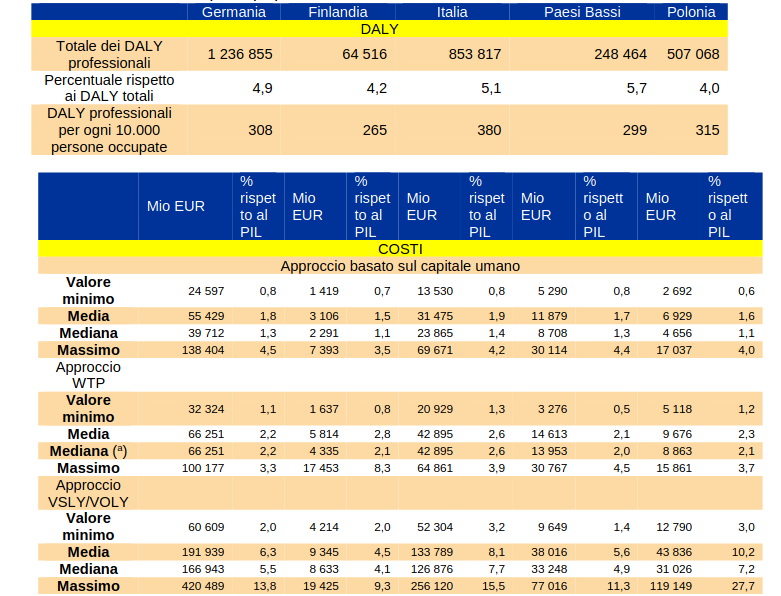 Germania Finlandia Italia Paesi Bassi Polonia
DALY
Totale dei DALY
professionali 1 236 855 64 516 853 817 248 464 507 068
Percentuale rispetto
ai DALY totali 4,9 4,2 5,1 5,7 4,0
DALY professionali
per ogni 10.000
persone occupate 308 265 380 299 315
Mio EUR % rispet to al PIL Mio EUR % rispet to al PIL Mio EUR % rispet to al PIL Mio EUR % rispett o al PIL Mio EUR % rispett o al PIL
COSTI
Approccio basato sul capitale umano
Valore
minimo 24 597 0,8 1 419 0,7 13 530 0,8 5 290 0,8 2 692 0,6
Media 55 429 1,8 3 106 1,5 31 475 1,9 11 879 1,7 6 929 1,6
Mediana 39 712 1,3 2 291 1,1 23 865 1,4 8 708 1,3 4 656 1,1
Massimo 138 404 4,5 7 393 3,5 69 671 4,2 30 114 4,4 17 037 4,0
Approccio
WTP
Valore
minimo 32 324 1,1 1 637 0,8 20 929 1,3 3 276 0,5 5 118 1,2
Media 66 251 2,2 5 814 2,8 42 895 2,6 14 613 2,1 9 676 2,3
Mediana (ª) 66 251 2,2 4 335 2,1 42 895 2,6 13 953 2,0 8 863 2,1
Massimo 100 177 3,3 17 453 8,3 64 861 3,9 30 767 4,5 15 861 3,7
Approccio
VSLY/VOLY
Valore
minimo 60 609 2,0 4 214 2,0 52 304 3,2 9 649 1,4 12 790 3,0
Media 191 939 6,3 9 345 4,5 133 789 8,1 38 016 5,6 43 836 10,2
Mediana 166 943 5,5 8 633 4,1 126 876 7,7 33 248 4,9 31 026 7,2
Massimo 420 489 13,8 19 425 9,3 256 120 15,5 77 016 11,3 119 149 27,7